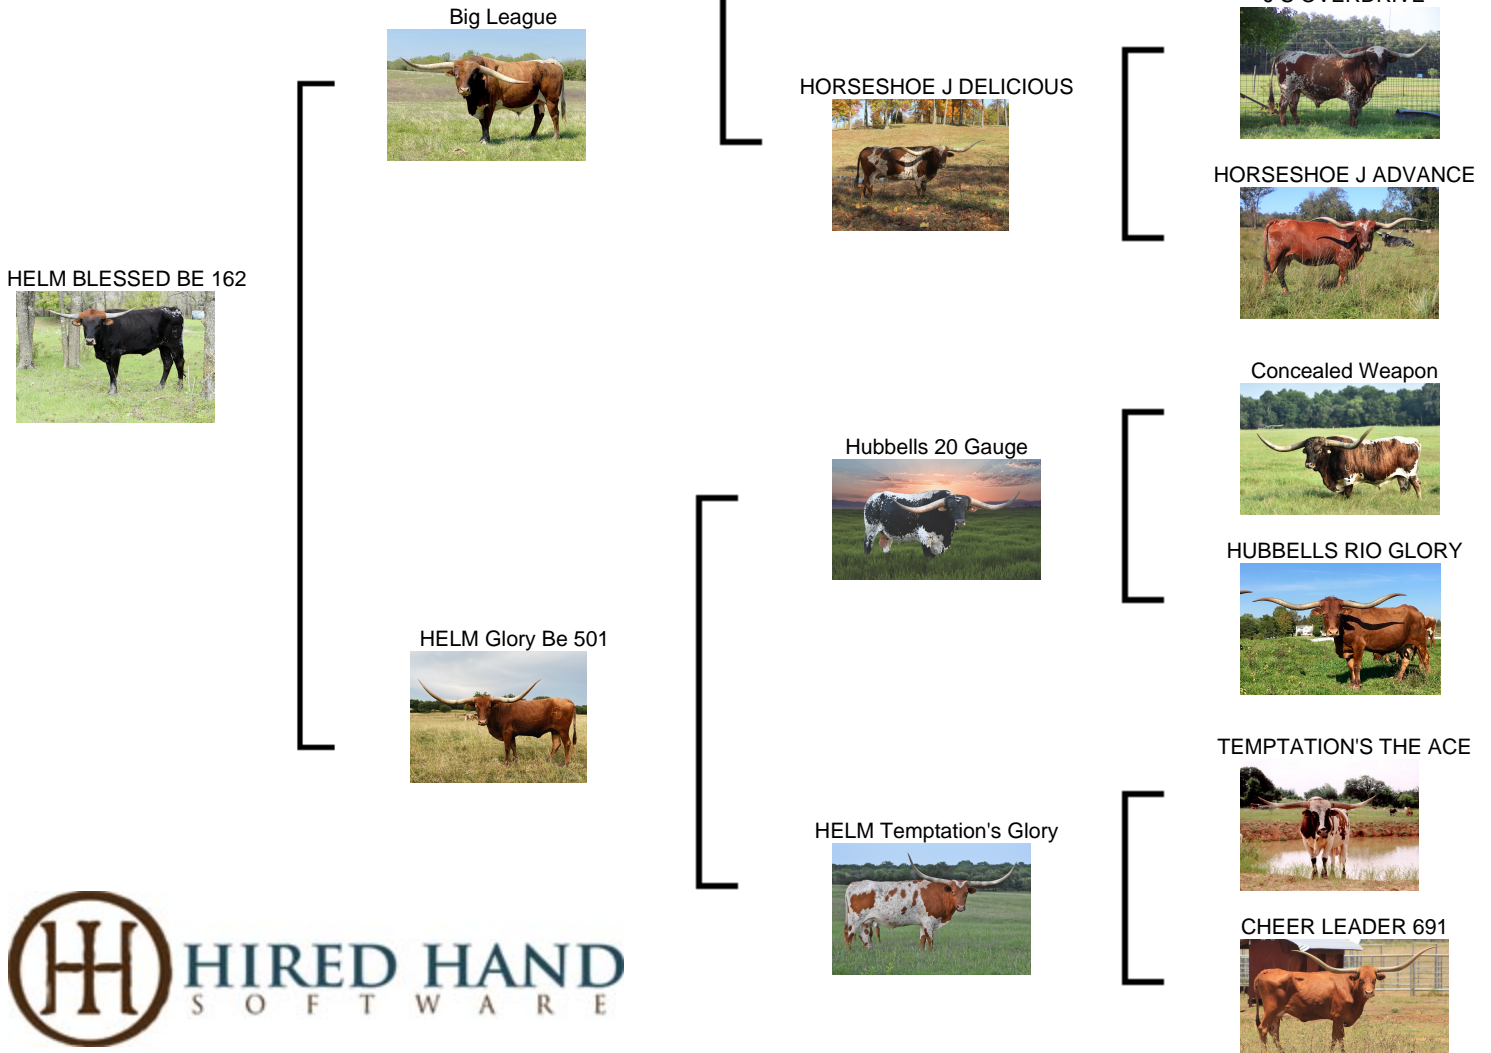 Big League
HORSESHOE J DELICIOUS
HORSESHOE J ADVANCE
HELM BLESSED BE 162
Concealed Weapon
Hubbells 20 Gauge
HUBBELLS RIO GLORY
HELM Glory Be 501
TEMPTATION'S THE ACE
HELM Temptation's Glory
CHEER LEADER 691
HH
HIRED HAND
SOFTWARE